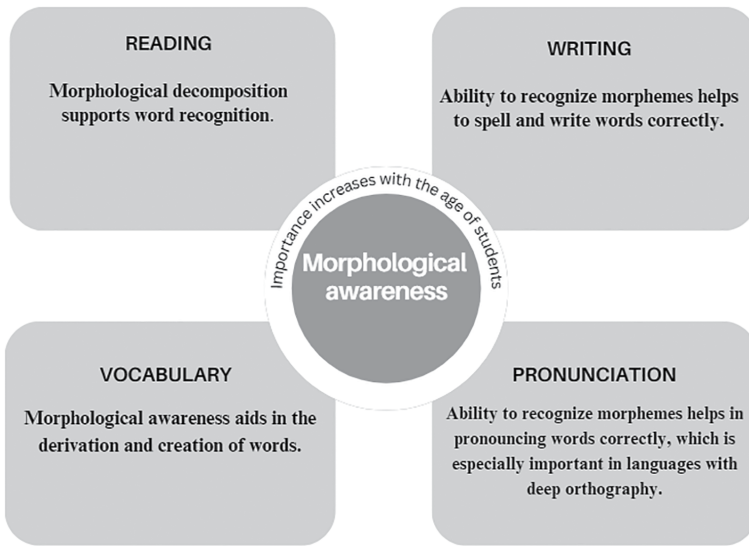 READING
Morphological decomposition
supports word recognition.
WRITING
Ability to recognize morphemes helps
to spell and write words correctly.
Importance increases with the age of students
Morphological
awareness
VOCABULARY
Morphological awareness aids in the
derivation and creation of words.
PRONUNCIATION
Ability to recognize morphemes helps in
pronouncing words correctly, which is
especially important in languages with
deep orthography.